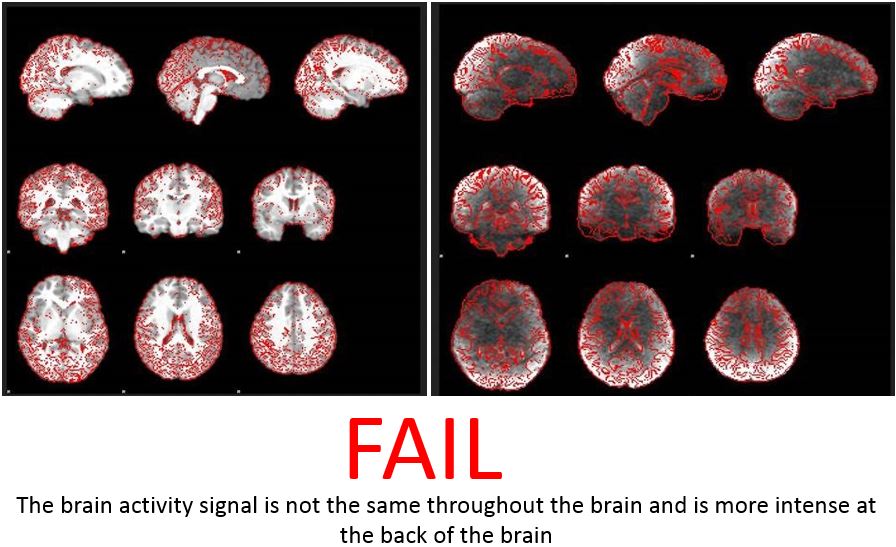 FAIL
The brain activity signal is not the same throughout the brain and is more intense at
the back of the brain